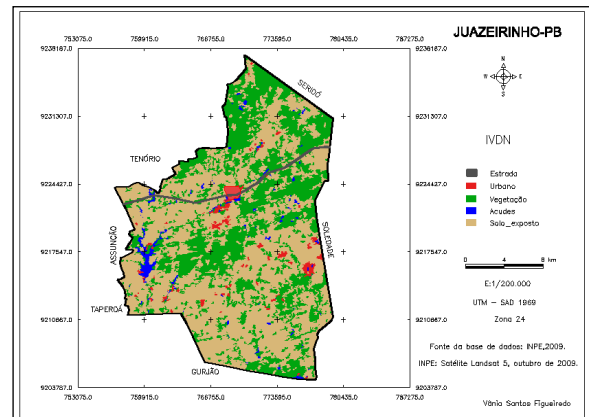 753075.0 759915.0 766755.0 773595.0 780435.0 787275.0
9238187.0 9238187.0
9231307.0 9231307.0
9224427.0 9224427.0
9217547.0 9217547.0
9210667.0 9210667.0
9203787.0 9203787.0
753075.0 759915.0 766755.0 773595.0 780435.0 787275.0
SERIDÓ
TENÓRIO
ASSUNÇÃO
SOLEDADE
TAPEROÁ
GURJÃO
JUAZEIRINHO-PB
N
W E
S
IVDN
Estrada
Urbano
Vegetação
Acudes
Solo_exposto
0 4 8 km
E:1/200.000
UTM - SAD 1969
Zona 24
Fonte da base de dados: INPE,2009.
INPE: Satélite Landsat 5, outubro de 2009.
Vânia Santos Figueiredo